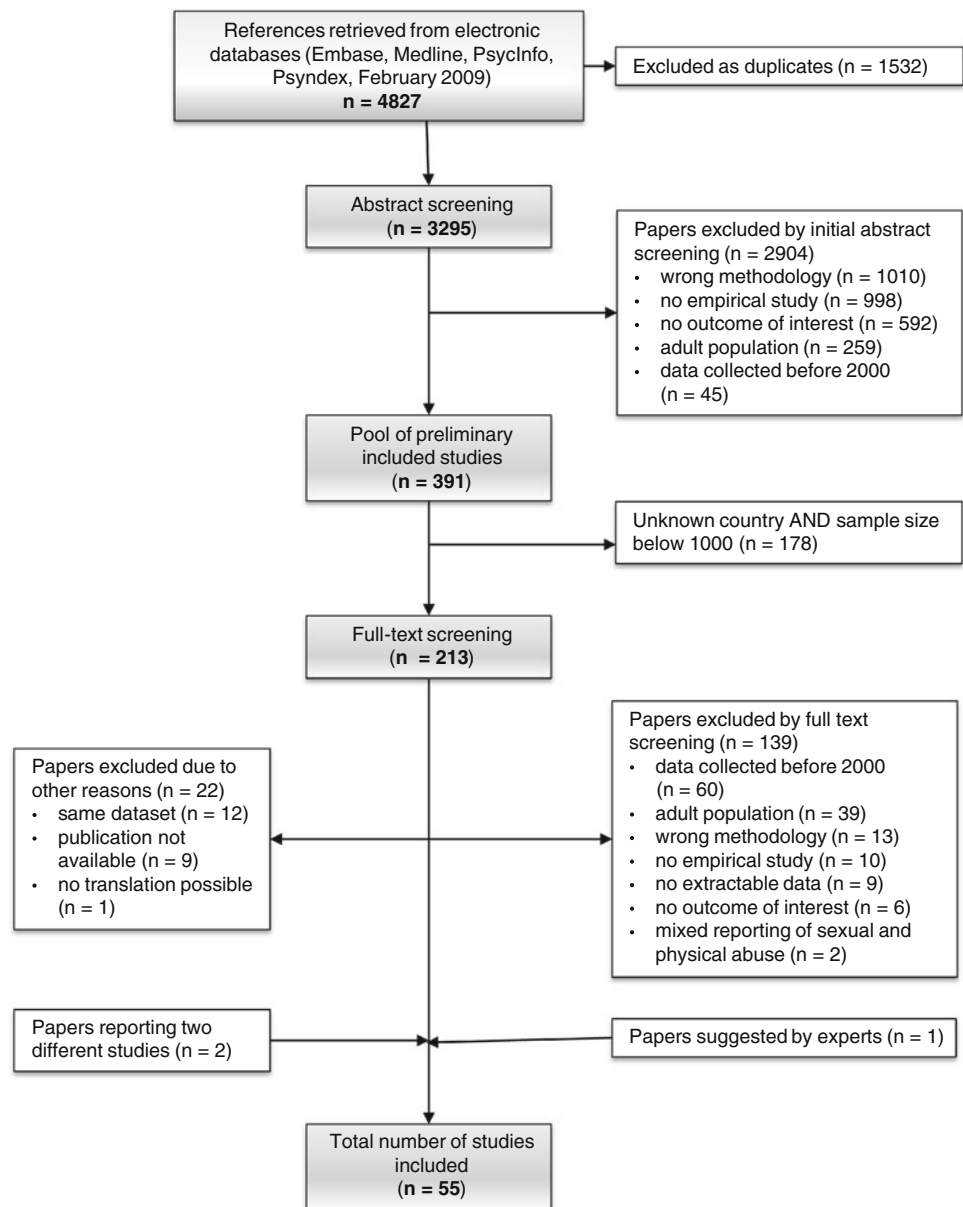 References retrieved from electronic
databases (Embase, Medline, PsycInfo,
Psyndex, February 2009)
n = 4827
Excluded as duplicates (n = 1532)
Abstract screening
(n = 3295)
Papers excluded by initial abstract
screening (n = 2904)
• wrong methodology (n = 1010)
• no empirical study (n = 998)
• no outcome of interest (n = 592)
• adult population (n = 259)
• data collected before 2000
(n = 45)
Pool of preliminary
included studies
(n = 391)
Unknown country AND sample size
below 1000 (n = 178)
Full-text screening
(n = 213)
Papers excluded due to
other reasons (n = 22)
• same dataset (n = 12)
• publication not
available (n = 9)
• no translation possible
(n = 1)
Papers excluded by full text
screening (n = 139)
• data collected before 2000
(n = 60)
• adult population (n = 39)
• wrong methodology (n = 13)
• no empirical study (n = 10)
• no extractable data (n = 9)
• no outcome of interest (n = 6)
• mixed reporting of sexual and
physical abuse (n = 2)
Papers reporting two
different studies (n = 2)
Papers suggested by experts (n = 1)
Total number of studies
included
(n = 55)